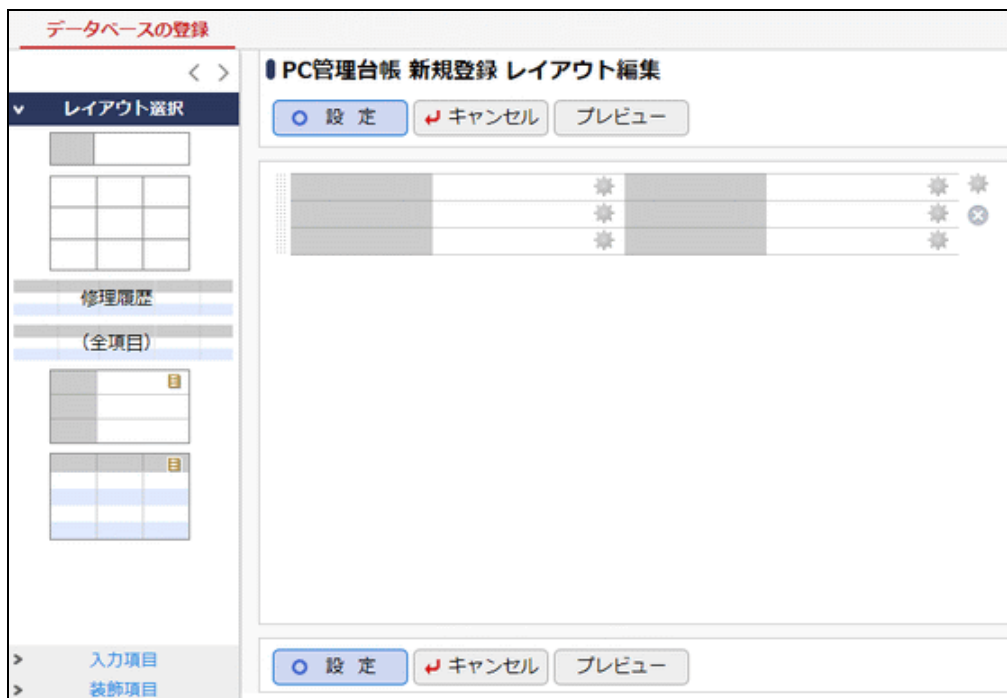 データベースの登録
PC管理台帳 新規登録 レイアウト編集
設 定 キャンセル プレビュー
レイアウト選択
修理履歴
(全項目)
入力項目
装飾項目
設 定 キャンセル プレビュー